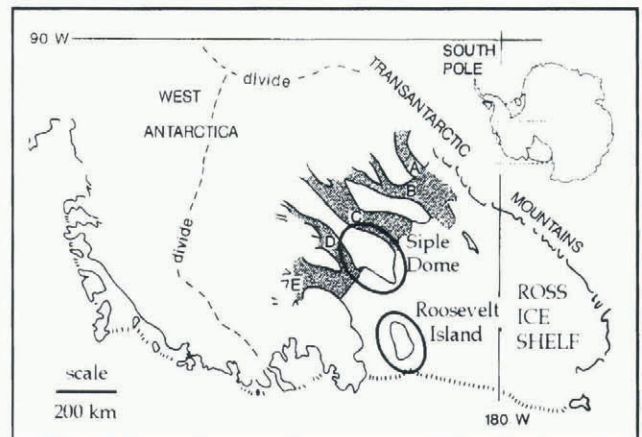 90 W
SOUTH
POLE
TRANSANTARCTIC
MOUNTAINS
divide
WEST
ANTARCTICA
divide
A
B
C
D
E
Siple
Dome
Roosevelt
Island
ROSS
ICE
SHELF
scale
200 km
180 W